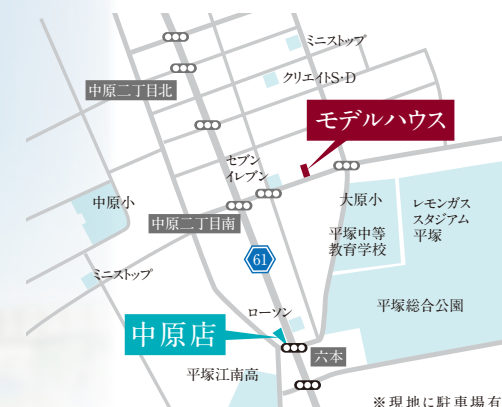 ミニストップ
クリエイトS・D
中原二丁目北
モデルハウス
セブン
イレブン
中原小
大原小
レモンガス
スタジアム
平塚
中原二丁目南
平塚中等
教育学校
61
ミニストップ
平塚総合公園
ローソン
中原店
六本
平塚江南高
※現地に駐車場有